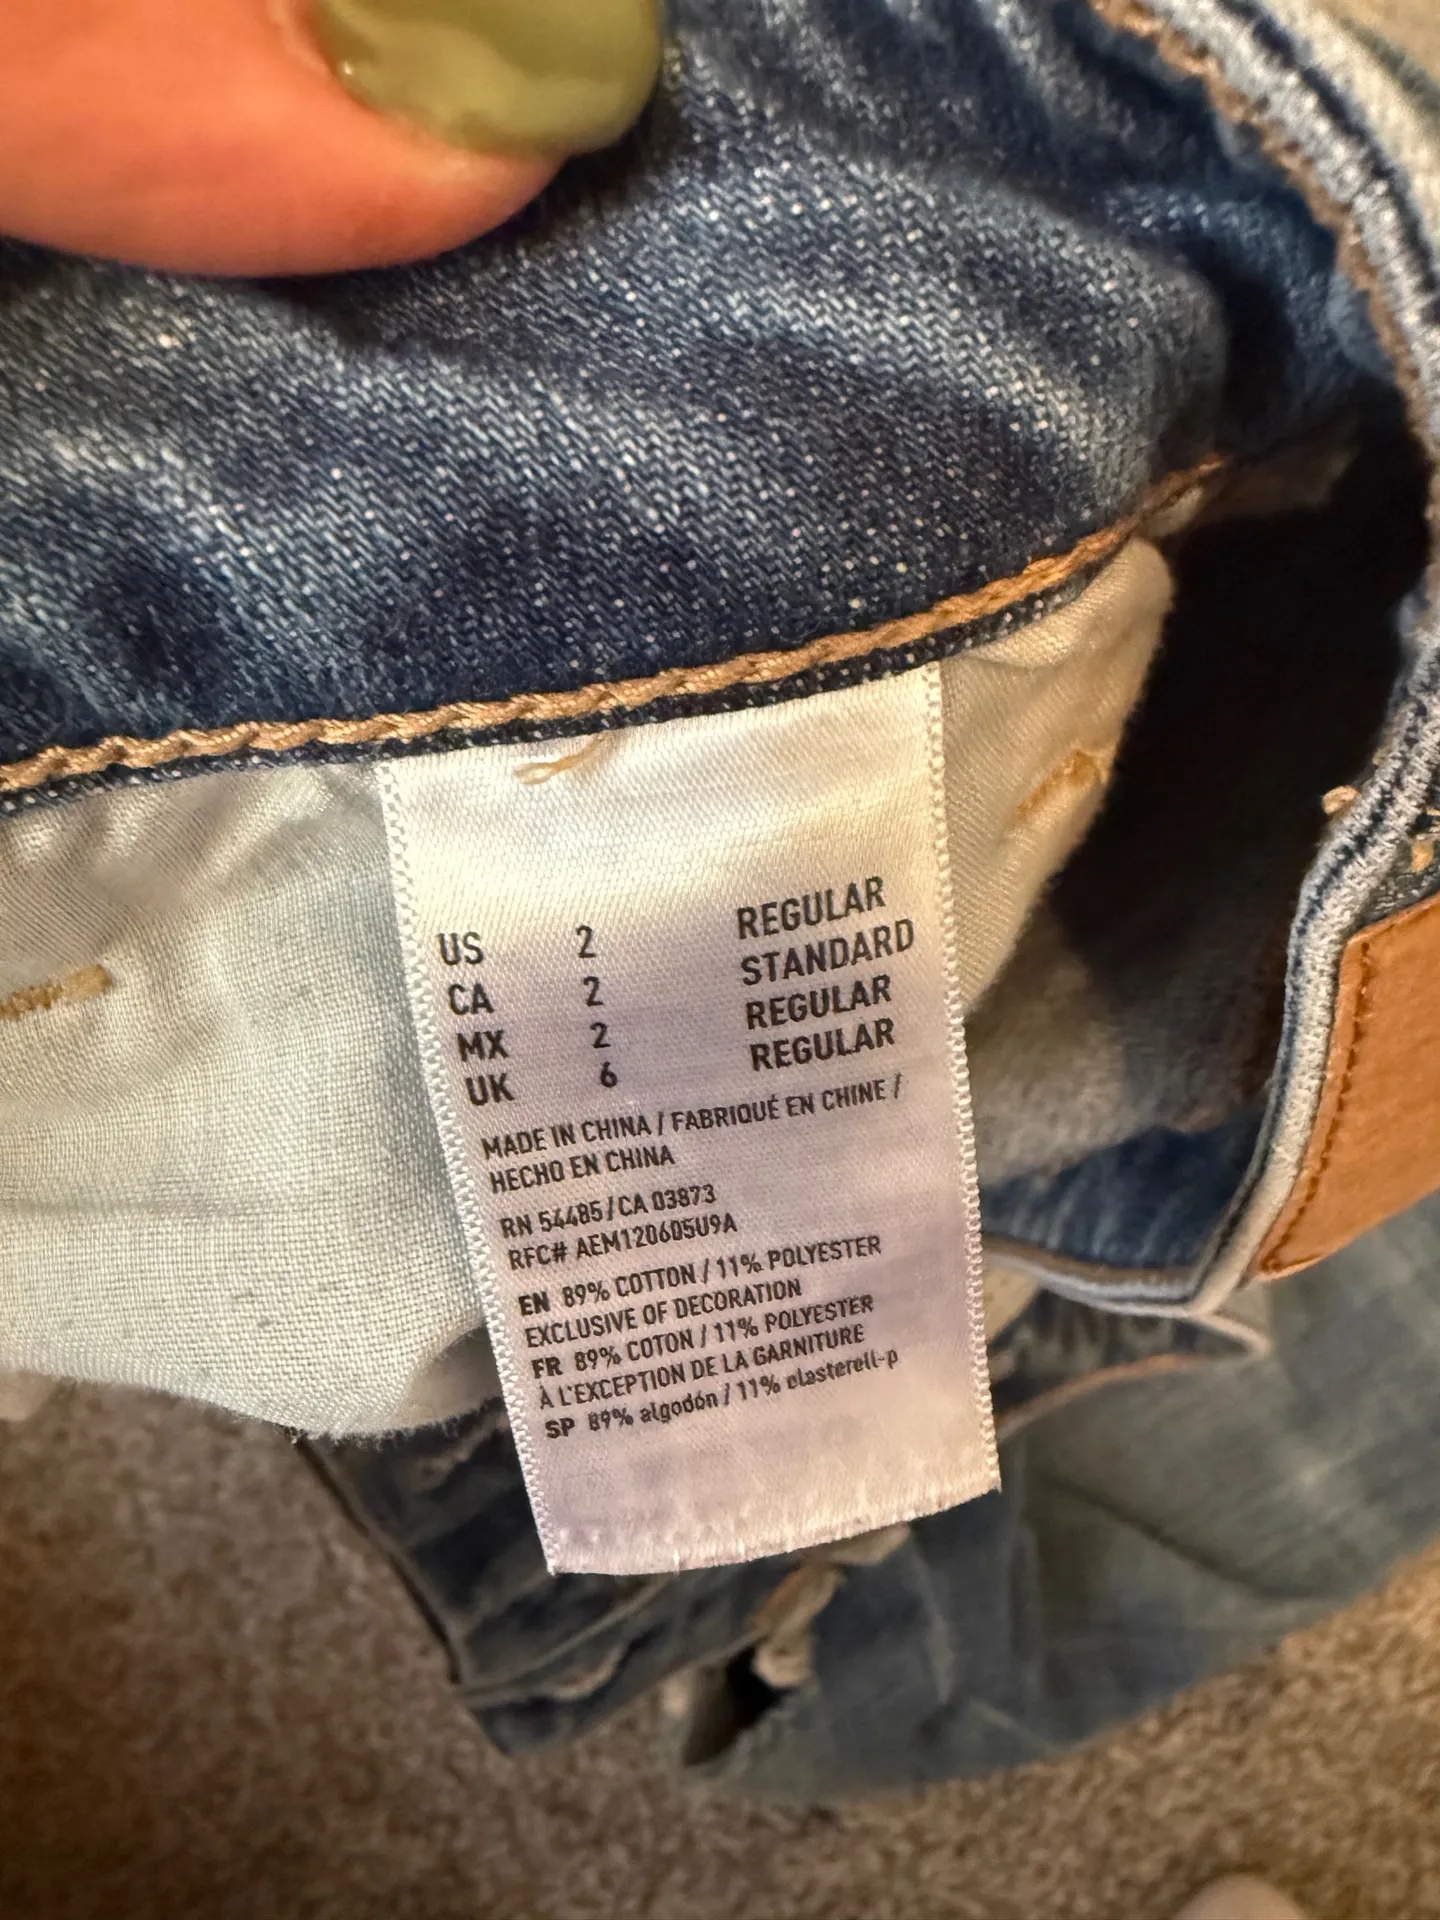 US 2 REGULAR
CA 2 STANDARD
MX 2 REGULAR
UK 6 REGULAR
MADE IN CHINA / FABRIQUÉ EN CHINE /
HECHO EN CHINA
RN 54485/CA 03873
RFC# AEM120605U9A
EN 89% COTTON / 11% POLYESTER
EXCLUSIVE OF DECORATION
FR 89% COTON / 11% POLYESTER
À L'EXCEPTION DE LA GARNITURE
SP 89% algodón / 11% elasterell-p